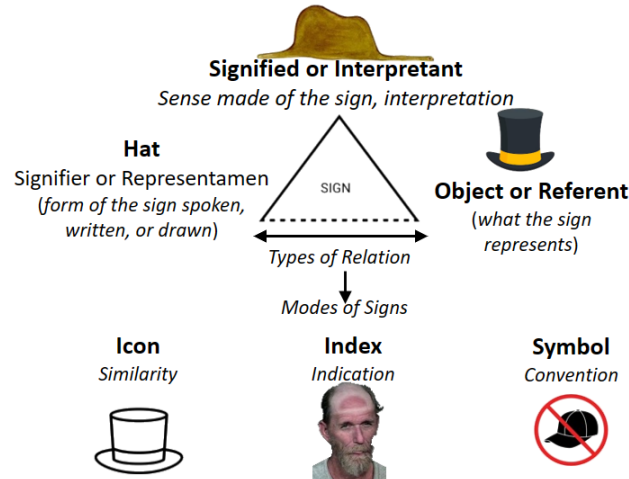 Signified or Interpretant
Sense made of the sign, interpretation
Hat
Signifier or Representamen
(form of the sign spoken,
written, or drawn)
SIGN
Object or Referent
(what the sign
represents)
Types of Relation
Modes of Signs
Icon
Similarity
Index
Indication
Symbol
Convention